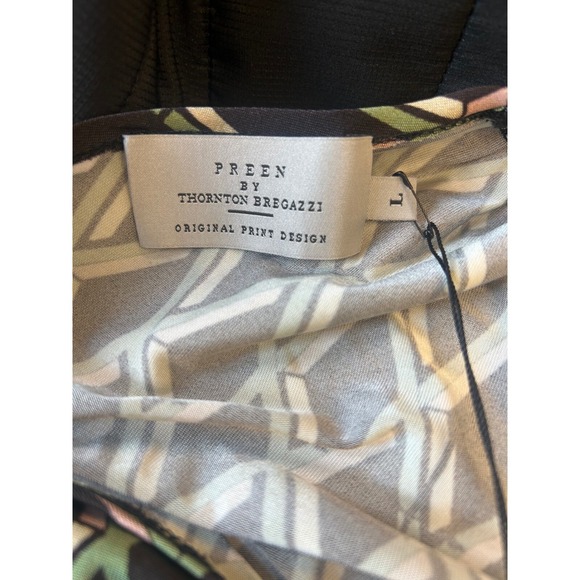 PREEN
BY
THORNTON BREGAZZI
ORIGINAL PRINT DESIGN
L